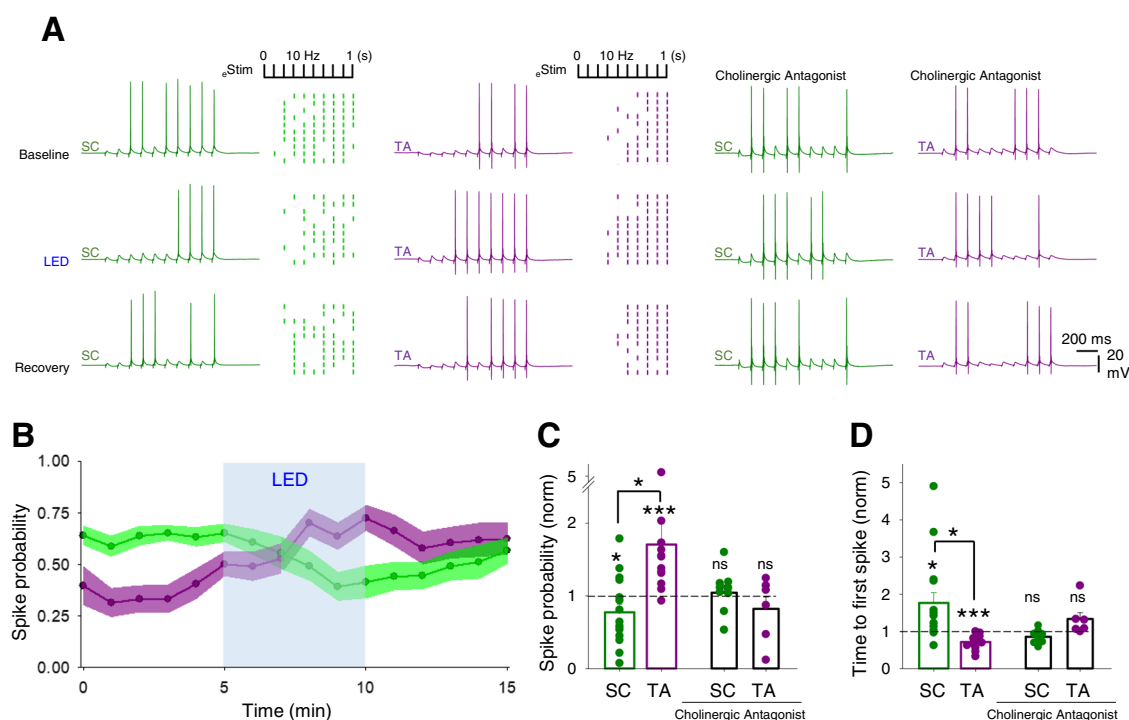 A
0 10 Hz 1 (s)
eStim
0 10 Hz 1 (s)
eStim
Cholinergic Antagonist
Cholinergic Antagonist
Baseline
SC
TA
SC
TA
LED
SC
TA
SC
TA
Recovery
SC
TA
SC
TA
200 ms
20
mV
B
Spike probability
1.00
0.75
0.50
0.25
0.00
LED
0 5 10 15
Time (min)
C
Spike probability (norm)
5
2
1
0
*
*
***
ns
ns
SC TA SC TA
Cholinergic Antagonist
D
Time to first spike (norm)
5
4
3
2
1
0
*
*
***
ns
ns
SC TA SC TA
Cholinergic Antagonist